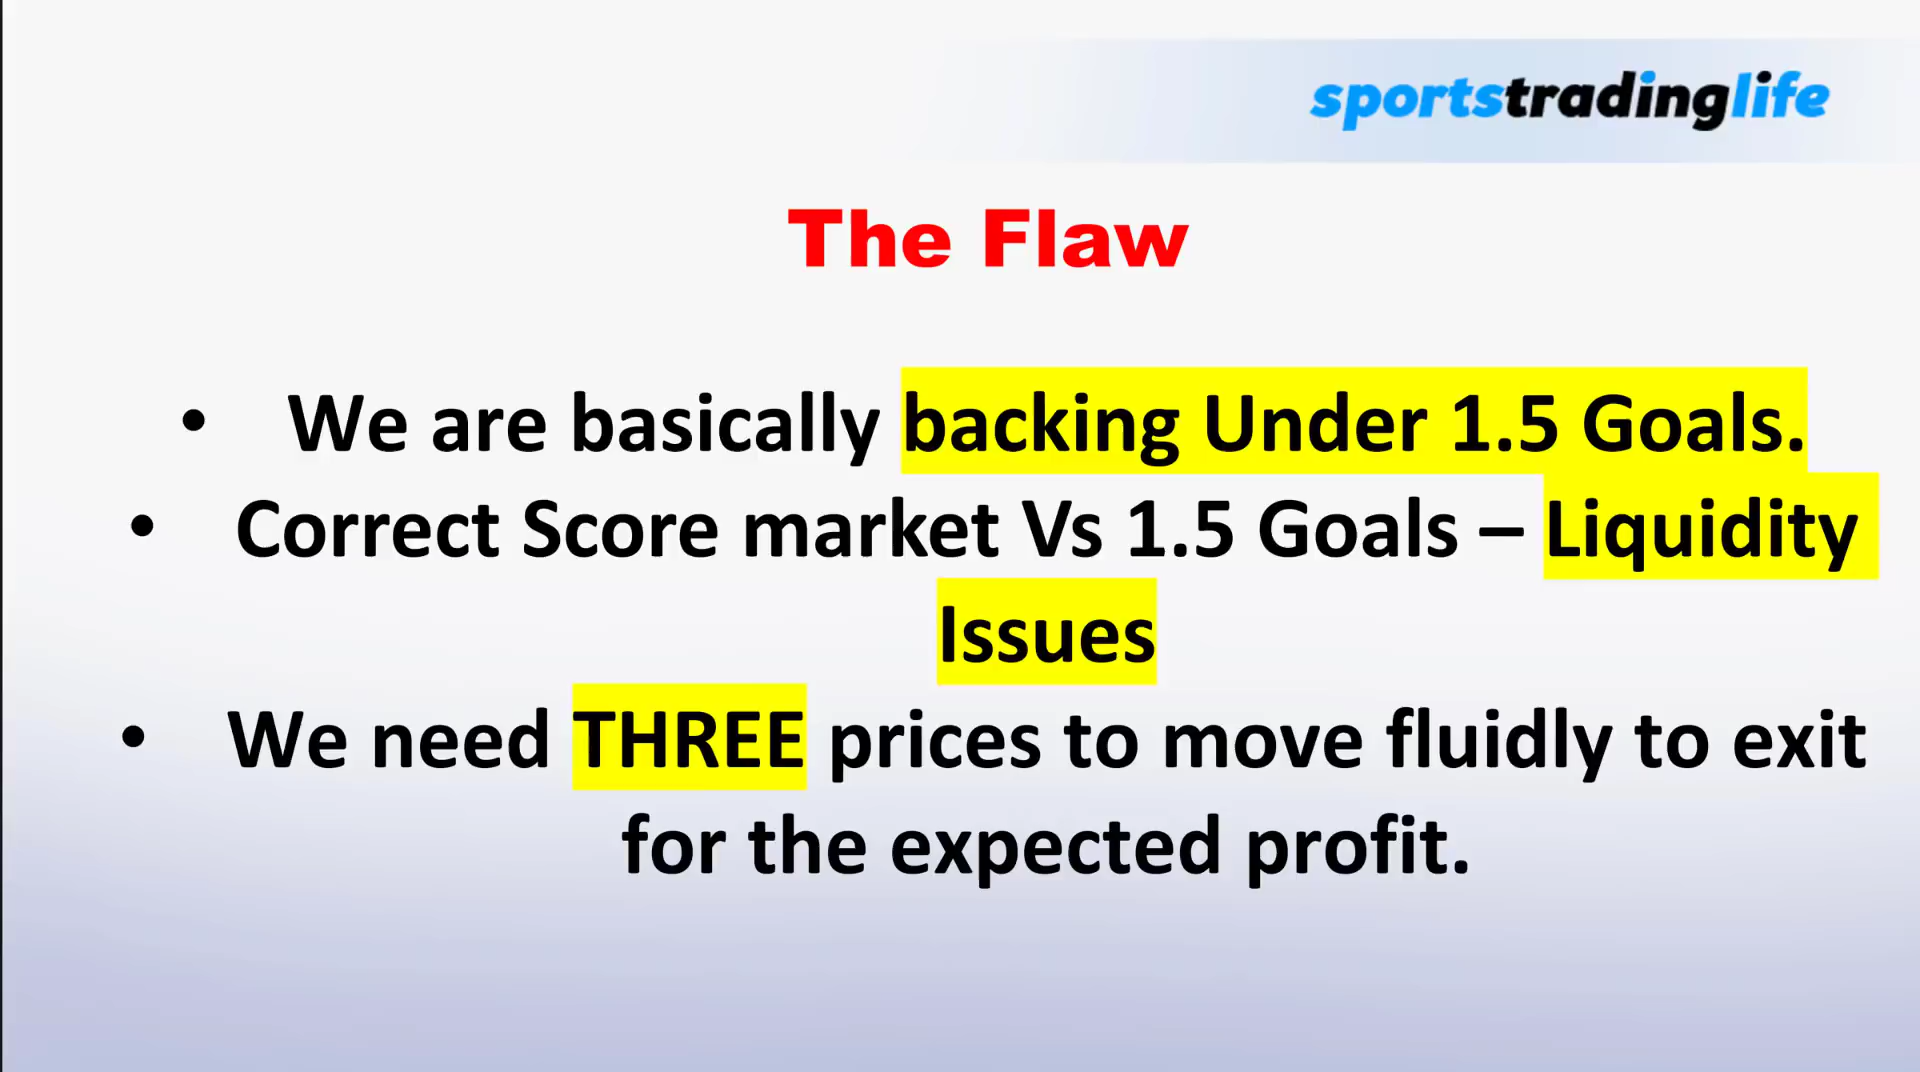 sportstradinglife
The Flaw
• We are basically backing Under 1.5 Goals.
• Correct Score market Vs 1.5 Goals – Liquidity
Issues
• We need THREE prices to move fluidly to exit
for the expected profit.